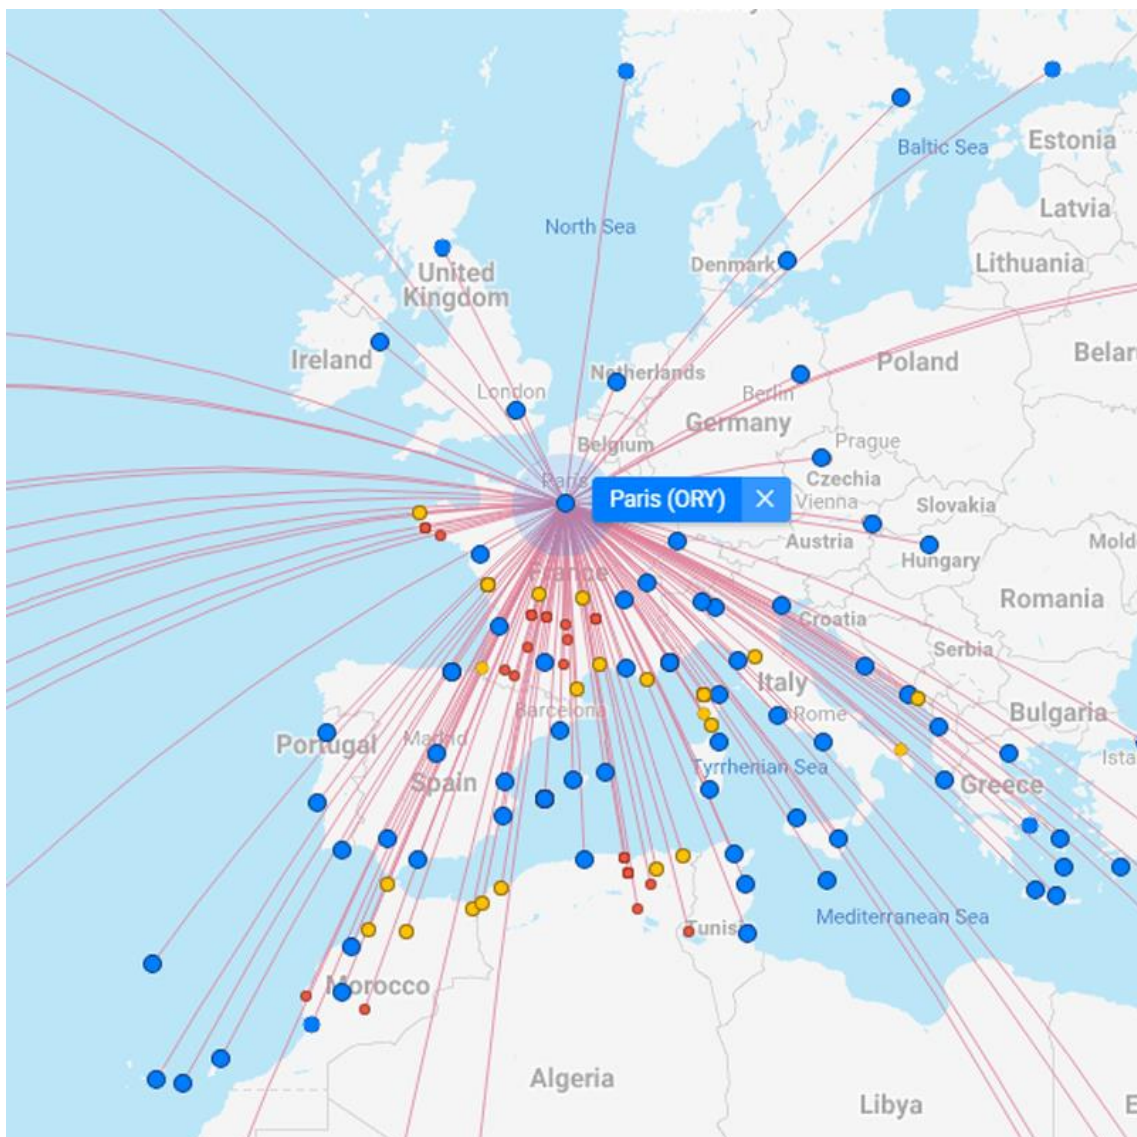 Estonia
Baltic Sea
Latvia
North Sea
Denmark
Lithuania
United
Kingdom
Ireland
Netherlands
Poland
Belar
London
Berlin
Germany
Belgium
Prague
Paris
Czechia
Paris (ORY)
Vienna
Slovakia
Austria
Hungary
Mold
France
Romania
Croatia
Serbia
Italy
Barcelona
Rome
Bulgaria
Portugal
Madrid
Ista
Tyrrhenian Sea
Spain
Greece
Mediterranean Sea
Tunisi
Morocco
Algeria
Libya
E